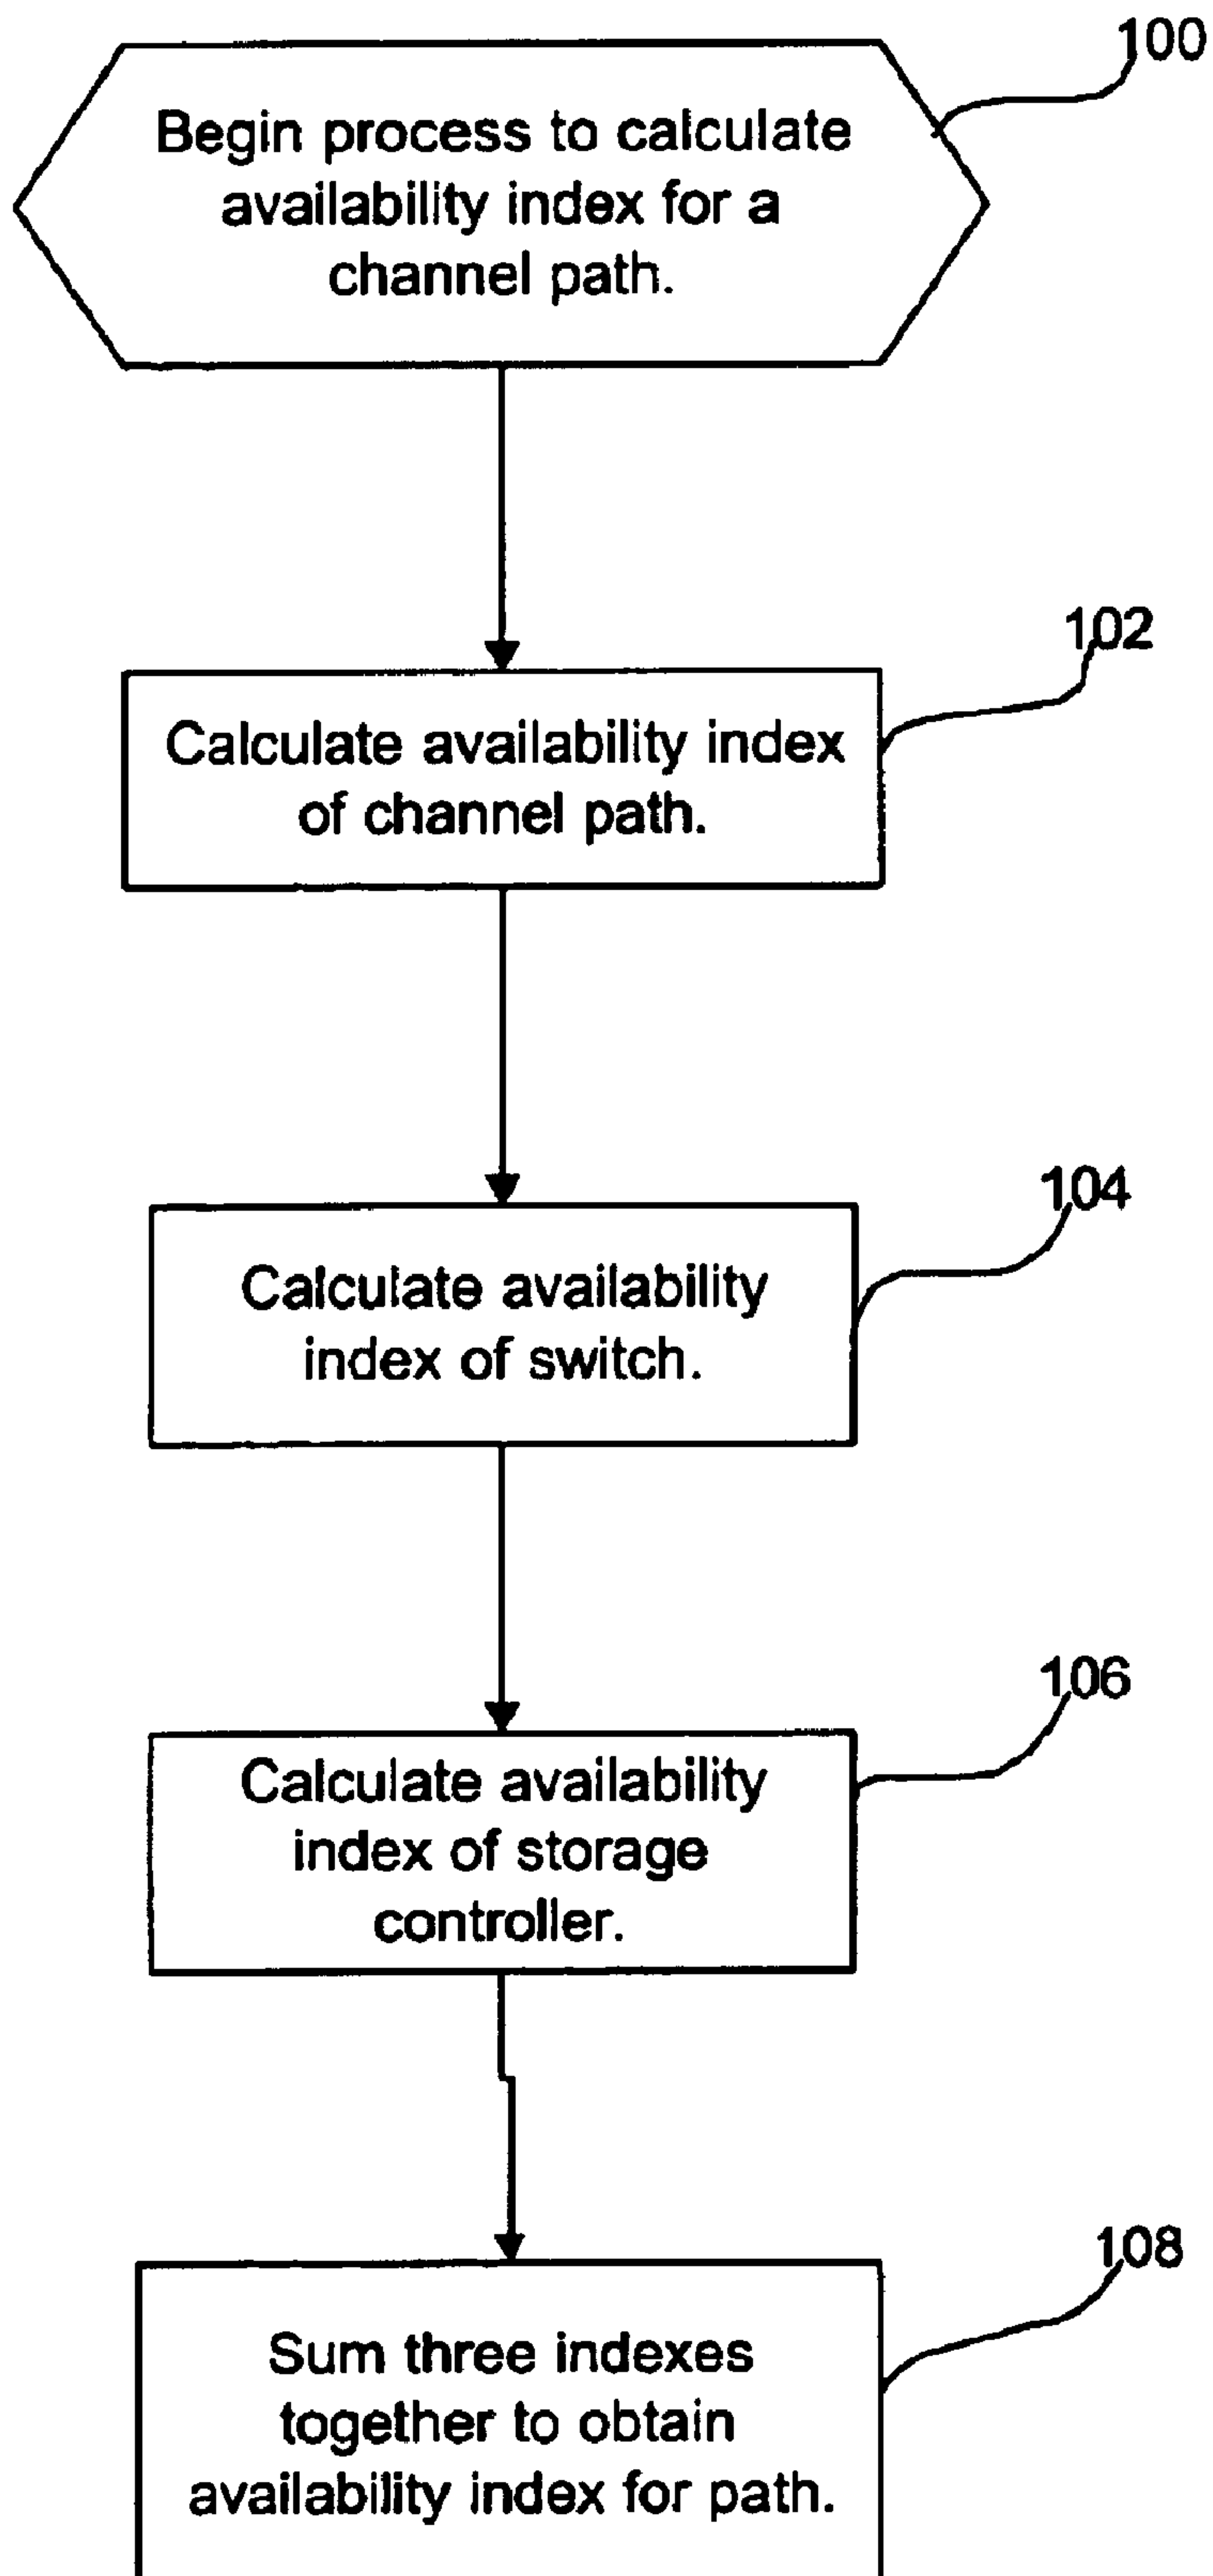 100
Begin process to calculate
availability index for a
channel path.
102
Calculate availability index
of channel path.
104
Calculate availability
index of switch.
106
Calculate availability
index of storage
controller.
108
Sum three indexes
together to obtain
availability index for path.